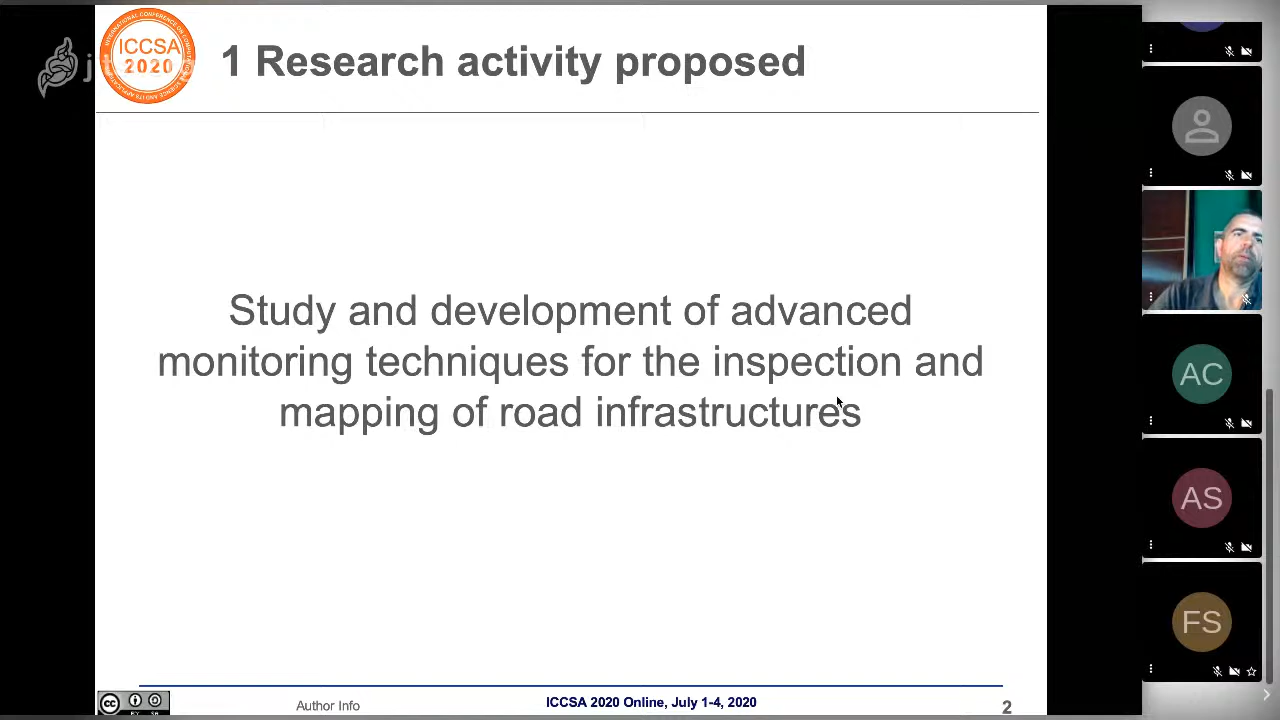 ICCSA
2020
1 Research activity proposed
Study and development of advanced
monitoring techniques for the inspection and
mapping of road infrastructures
AC
AS
FS
Author Info
ICCSA 2020 Online, July 1-4, 2020
2